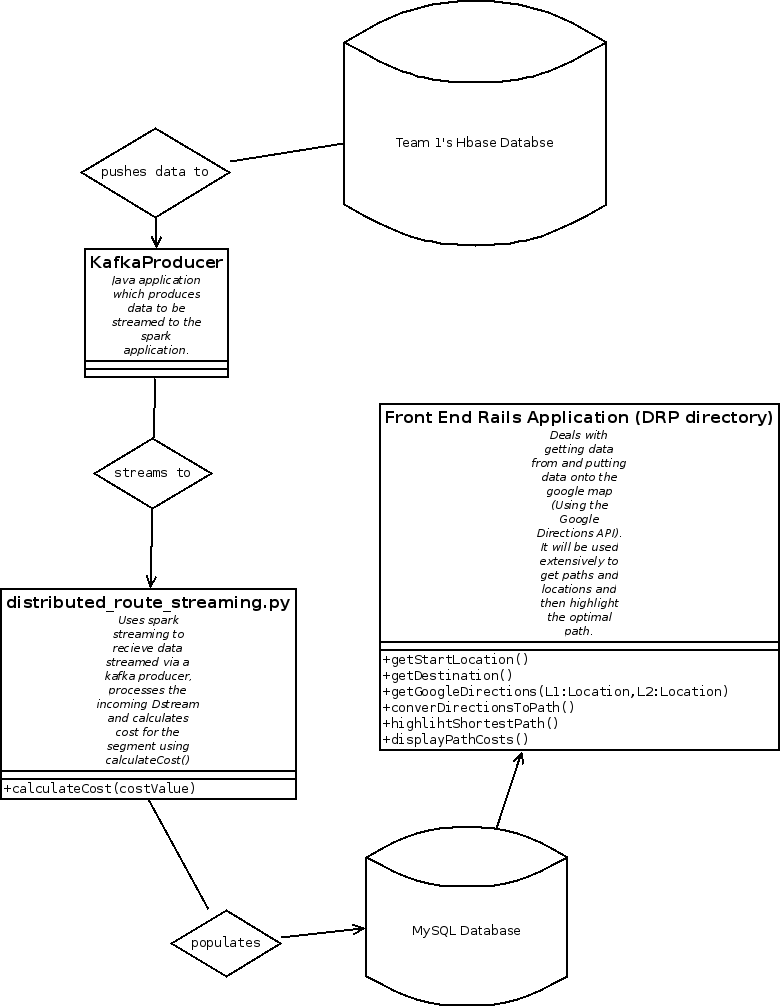 Team 1's Hbase Databse
pushes data to
KafkaProducer
Java application
which produces
data to be
streamed to the
spark
application.
streams to
Front End Rails Application (DRP directory)
Deals with
getting data
from and putting
data onto the
google map
(Using the
Google
Directions API).
It will be used
extensively to
get paths and
locations and
then highlight
the optimal
path.
+getStartLocation()
+getDestination()
+getGoogleDirections(L1:Location,L2:Location)
+converDirectionsToPath()
+highlihtShortestPath()
+displayPathCosts()
distributed_route_streaming.py
Uses spark
streaming to
recieve data
streamed via a
kafka producer,
processes the
incoming Dstream
and calculates
cost for the
segment using
calculateCost()
+calculateCost(costValue)
populates
MySQL Database